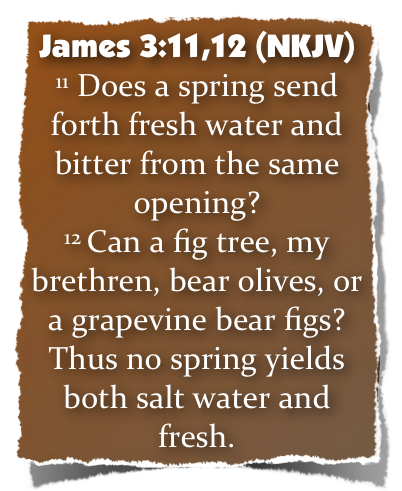 James 3:11,12 (NKJV)
11 Does a spring send
forth fresh water and
bitter from the same
opening?
12 Can a fig tree, my
brethren, bear olives, or
a grapevine bear figs?
Thus no spring yields
both salt water and
fresh.